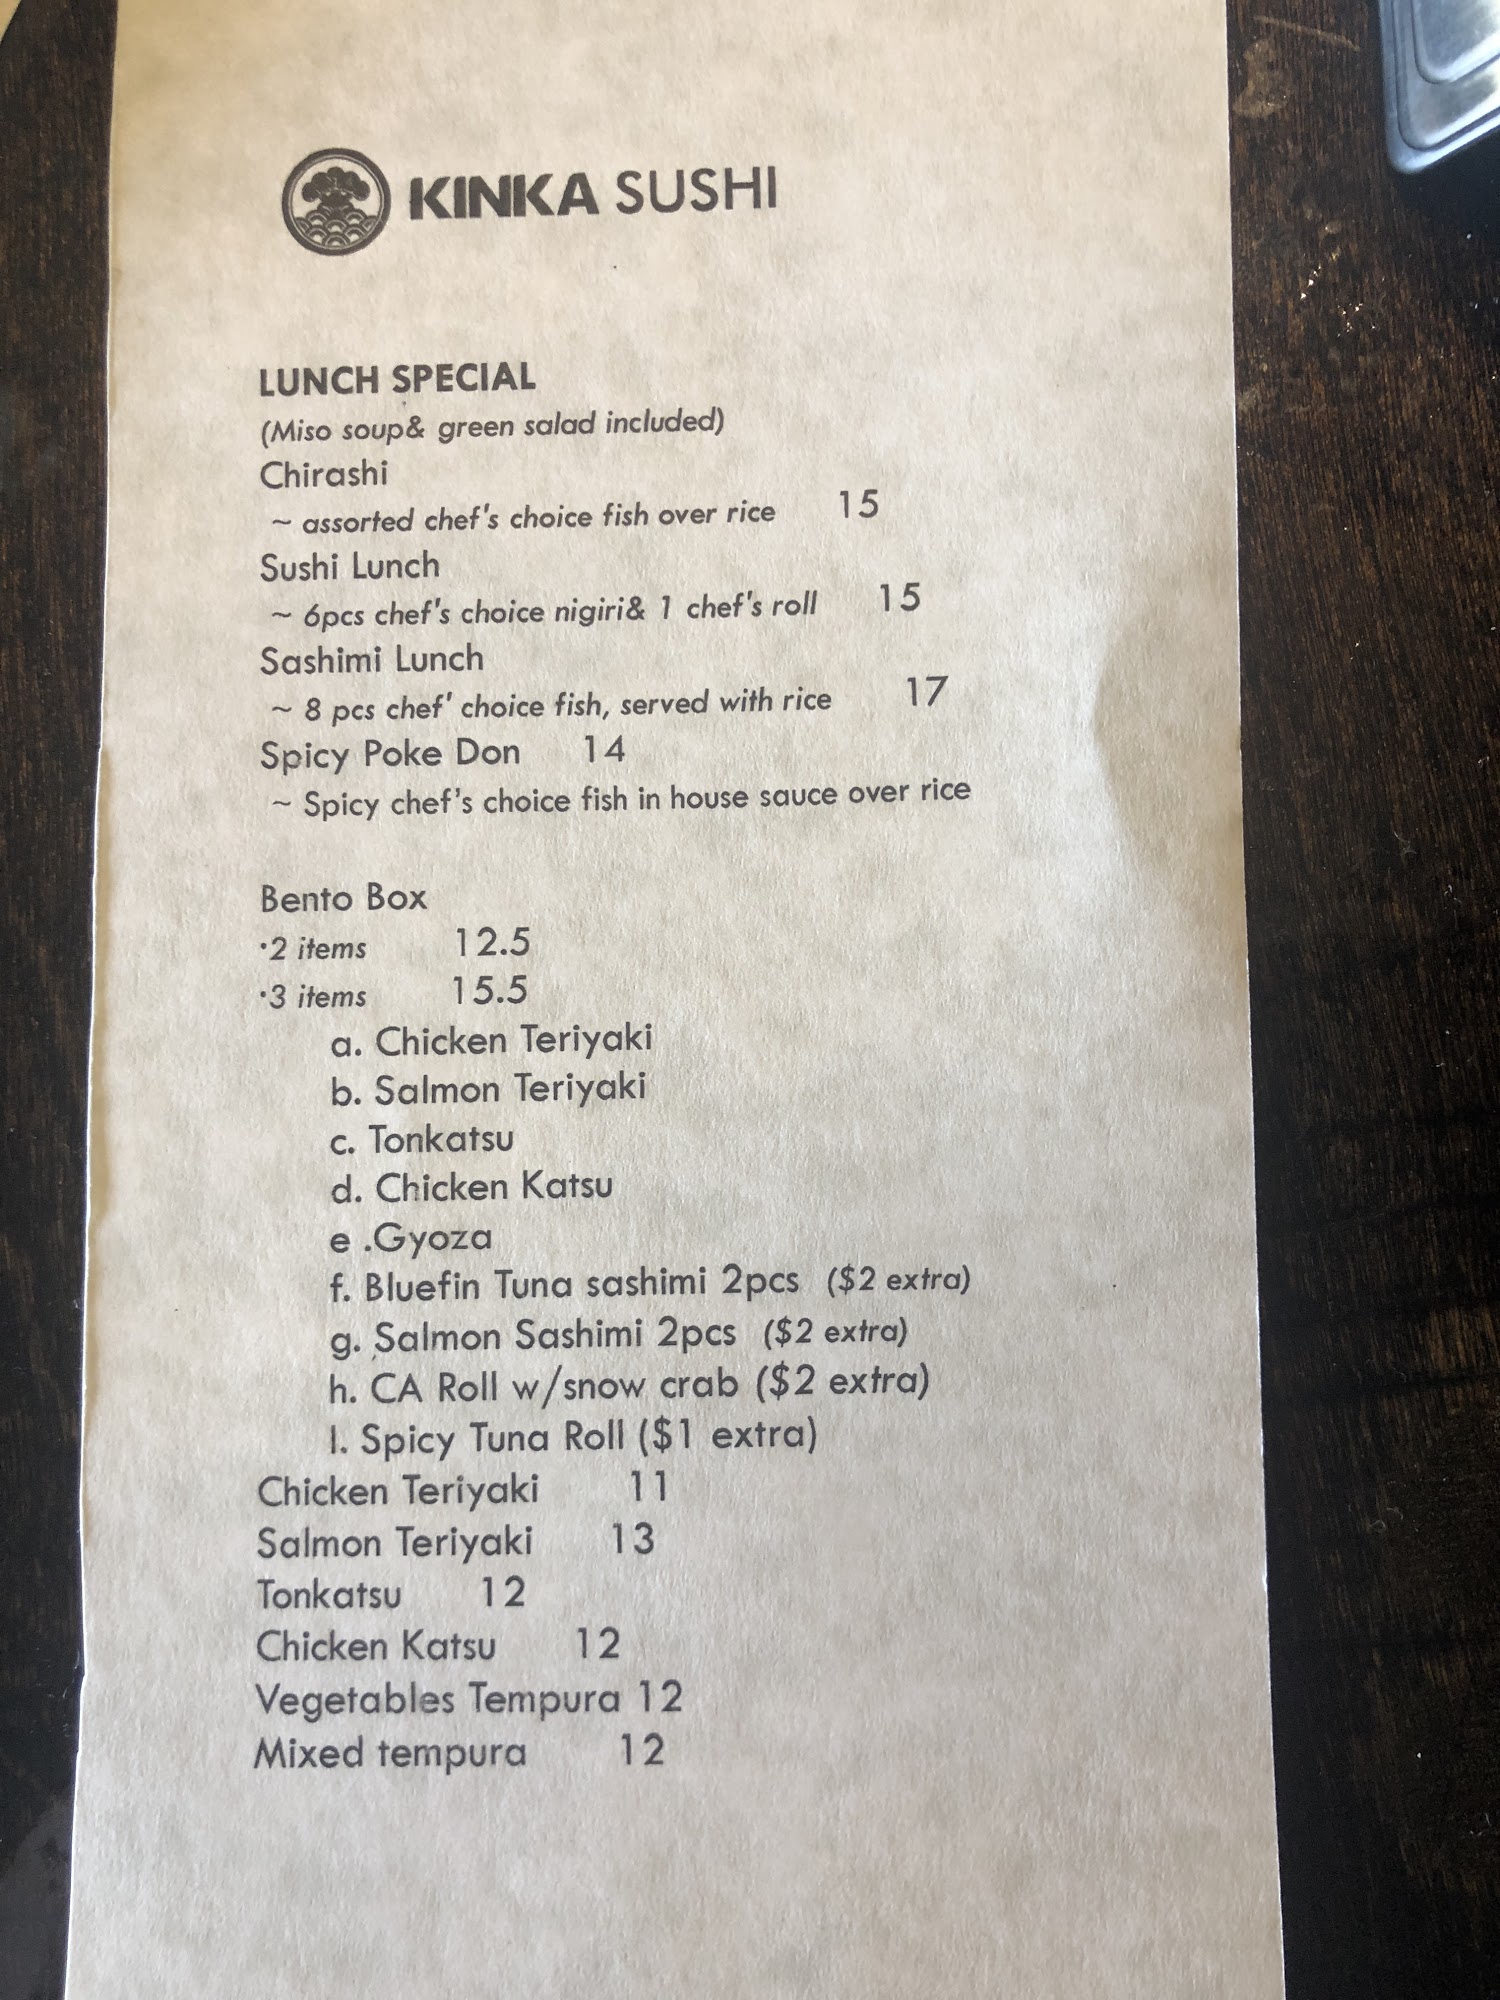 KINKA SUSHI
LUNCH SPECIAL
(Miso soup& green salad included)
Chirashi
~ assorted chef's choice fish over rice 15
Sushi Lunch
~ 6pcs chef's choice nigiri& 1 chef's roll 15
Sashimi Lunch
~ 8 pcs chef' choice fish, served with rice 17
Spicy Poke Don 14
~ Spicy chef's choice fish in house sauce over rice
Bento Box
·2 items 12.5
·3 items 15.5
a. Chicken Teriyaki
b. Salmon Teriyaki
c. Tonkatsu
d. Chicken Katsu
e .Gyoza
f. Bluefin Tuna sashimi 2pcs ($2 extra)
g. Salmon Sashimi 2pcs ($2 extra)
h. CA Roll w/snow crab ($2 extra)
I. Spicy Tuna Roll ($1 extra)
Chicken Teriyaki 11
Salmon Teriyaki 13
Tonkatsu 12
Chicken Katsu 12
Vegetables Tempura 12
Mixed tempura 12